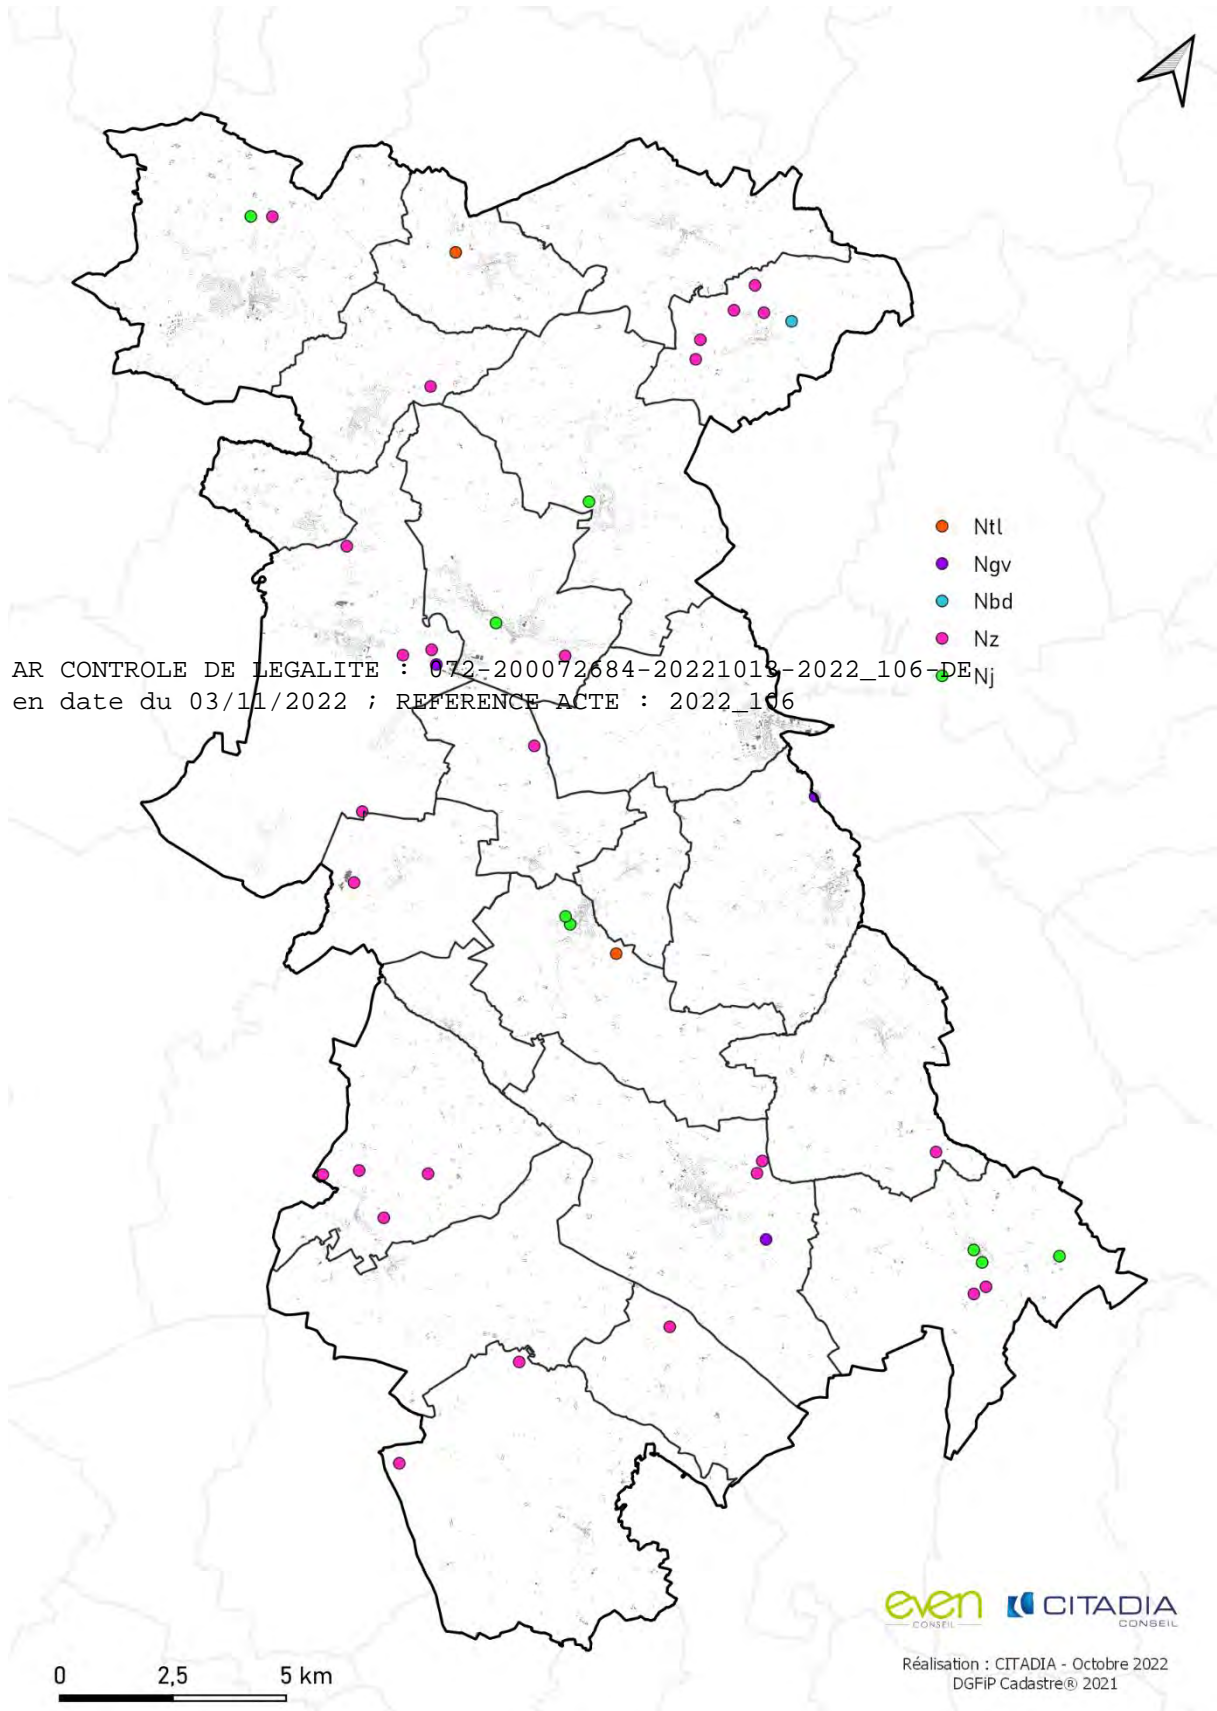 Ntl
Ngv
Nbd
Nz
Nj
AR CONTROLE DE LEGALITE : 072-200072684-20221013-2022_106-DE
en date du 03/11/2022 ; REFERENCE ACTE : 2022_106
even
CONSEIL
CITADIA
CONSEIL
0 2,5 5 km
Réalisation : CITADIA - Octobre 2022
DGFiP Cadastre® 2021